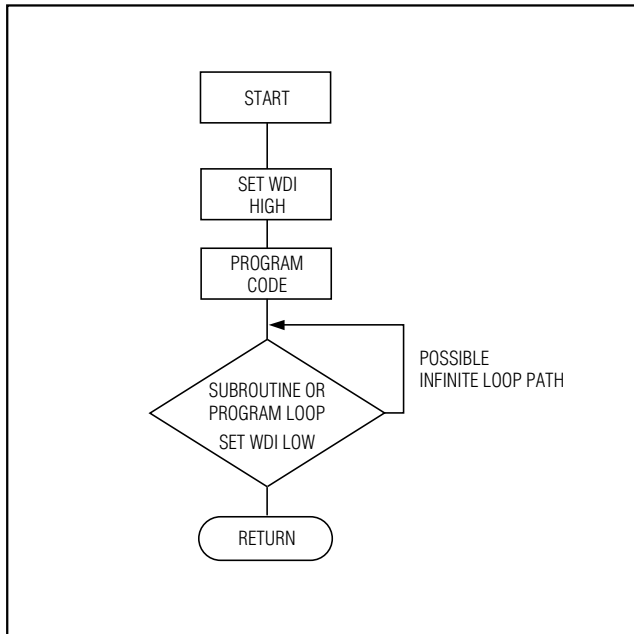 START
SET WDI
HIGH
PROGRAM
CODE
POSSIBLE
INFINITE LOOP PATH
SUBROUTINE OR
PROGRAM LOOP
SET WDI LOW
RETURN